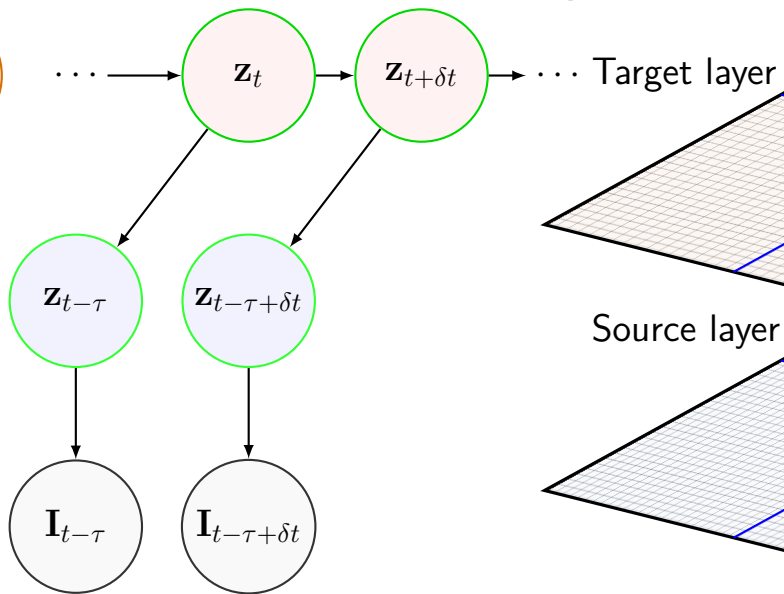 ⋯ z_t z_{t+δt} ⋯ Target layer
z_{t−τ} z_{t−τ+δt}
Source layer
I_{t−τ} I_{t−τ+δt}